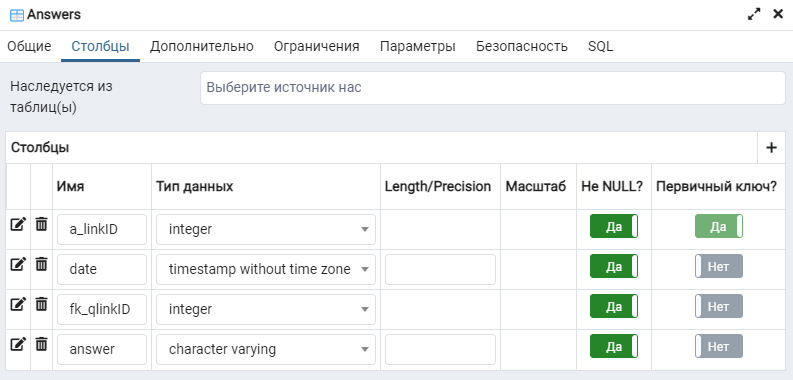 Answers
Общие Столбцы Дополнительно Ограничения Параметры Безопасность SQL
Наследуется из Выберите источник нас
таблиц(ы)
Столбцы
Имя Тип данных Length/Precision Масштаб Не NULL? Первичный ключ?
a_linkID integer Да Да
date timestamp without time zone Да Нет
fk_qlinkID integer Да Нет
answer character varying Да Нет